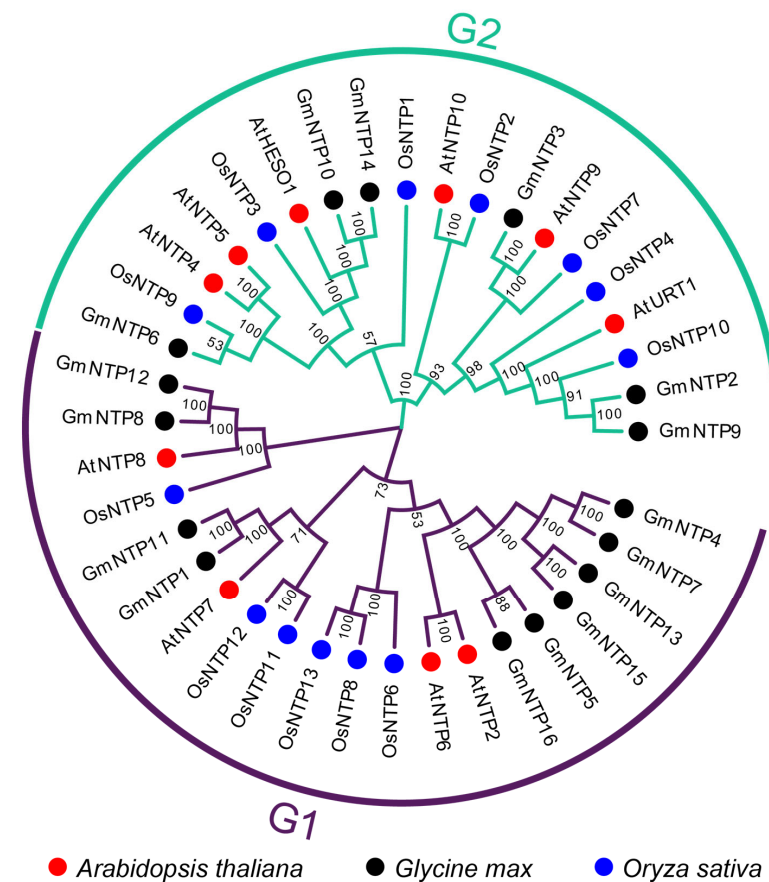 G2
GmNTP6
OsNTP9
AtNTP4
AtNTP5
OsNTP3
AtHESO1
GmNTP10
GmNTP14
OsNTP1
AtNTP10
OsNTP2
GmNTP3
AtNTP9
OsNTP7
OsNTP4
AtURT1
OsNTP10
GmNTP2
GmNTP9
53
100
100
100
100
100
100
57
100
100
93
100
100
98
100
100
91
100
GmNTP12
GmNTP8
AtNTP8
OsNTP5
GmNTP11
GmNTP1
AtNTP7
OsNTP12
OsNTP11
OsNTP13
OsNTP8
OsNTP6
AtNTP6
AtNTP2
GmNTP16
GmNTP5
GmNTP15
GmNTP13
GmNTP7
GmNTP4
100
100
100
100
100
71
100
73
100
100
53
100
100
88
100
100
100
100
G1
Arabidopsis thaliana
Glycine max
Oryza sativa